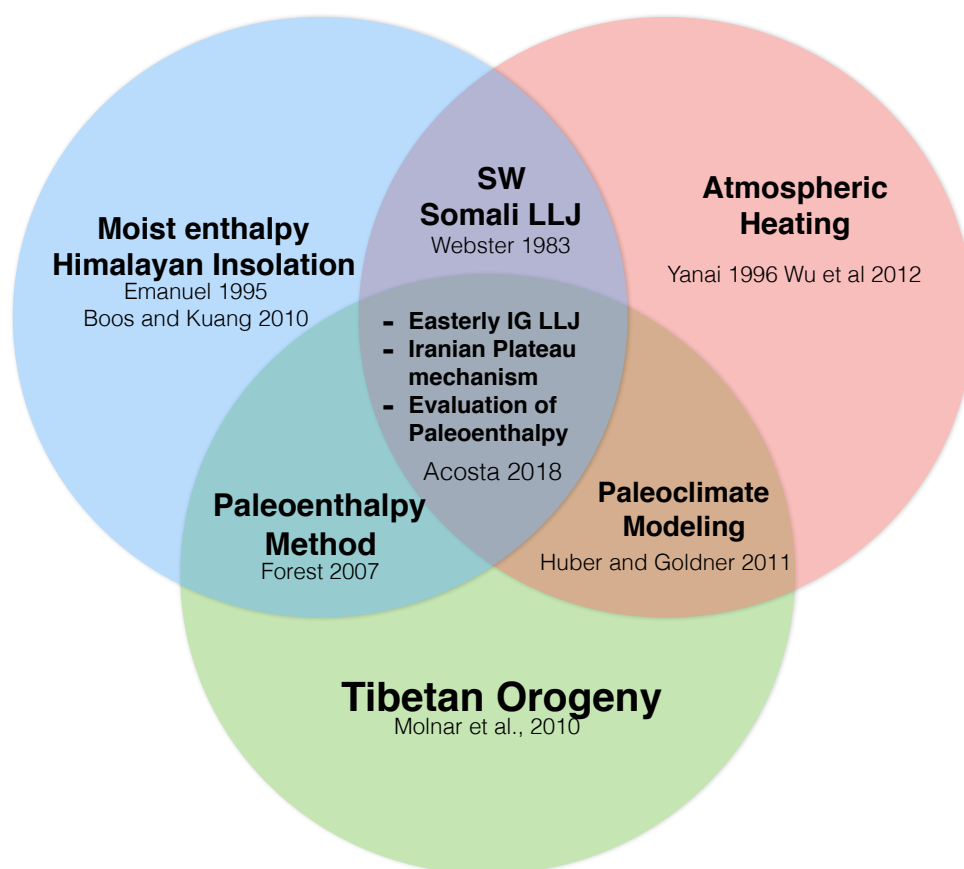 Moist enthalpy
Himalayan Insolation
Emanuel 1995
Boos and Kuang 2010
SW
Somali LLJ
Webster 1983
Atmospheric
Heating
Yanai 1996 Wu et al 2012
- Easterly IG LLJ
- Iranian Plateau
mechanism
- Evaluation of
Paleoenthalpy
Acosta 2018
Paleoenthalpy
Method
Forest 2007
Paleoclimate
Modeling
Huber and Goldner 2011
Tibetan Orogeny
Molnar et al., 2010